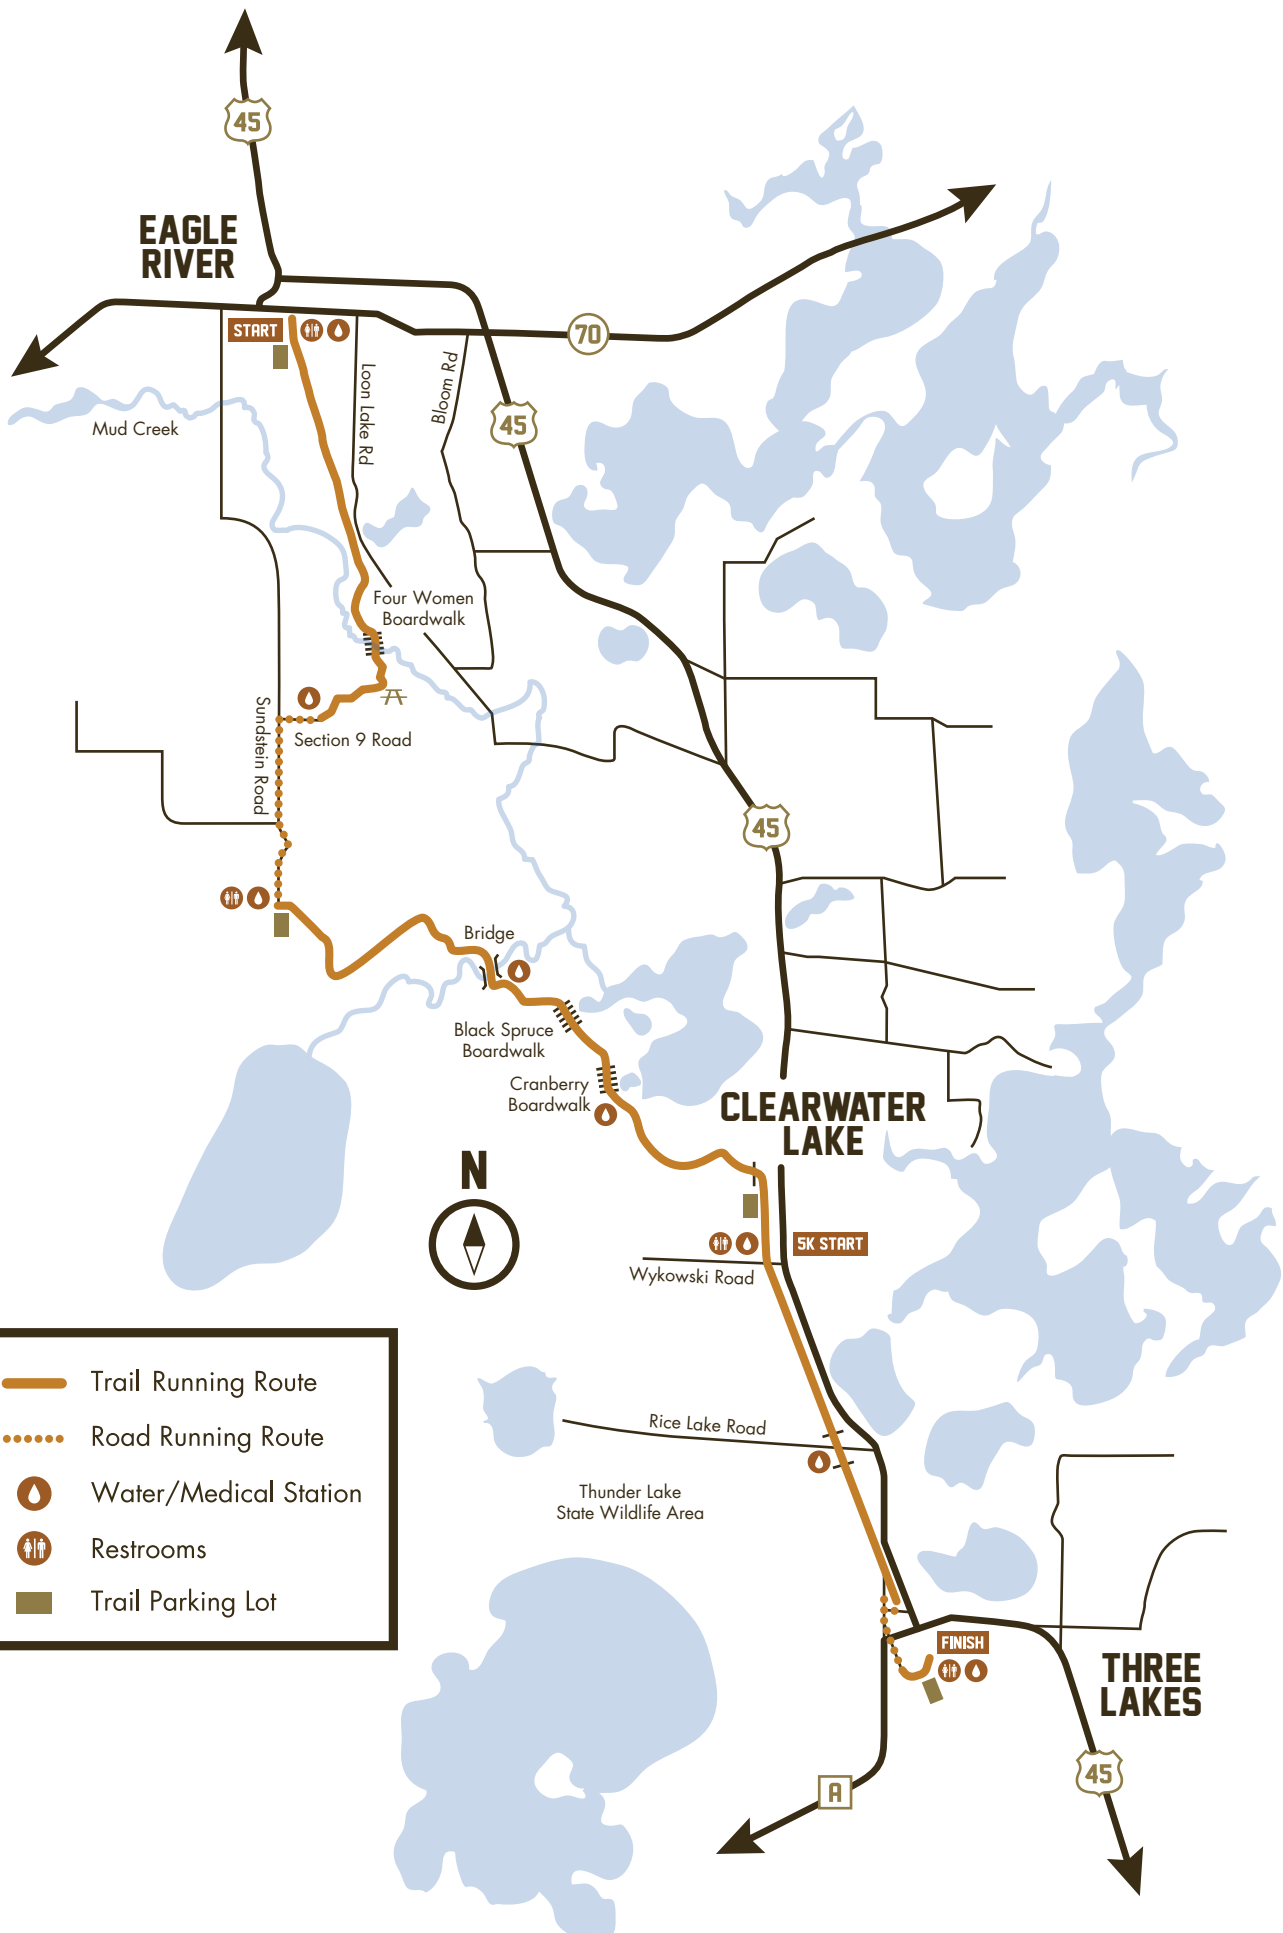 45
EAGLE
RIVER
START
70
Loon Lake Rd
Bloom Rd
45
Mud Creek
Four Women
Boardwalk
Sundstein Road
Section 9 Road
45
Bridge
Black Spruce
Boardwalk
Cranberry
Boardwalk
CLEARWATER
LAKE
N
5K START
Wykowski Road
Trail Running Route
Road Running Route
Water/Medical Station
Restrooms
Trail Parking Lot
Rice Lake Road
Thunder Lake
State Wildlife Area
FINISH
THREE
LAKES
45
A